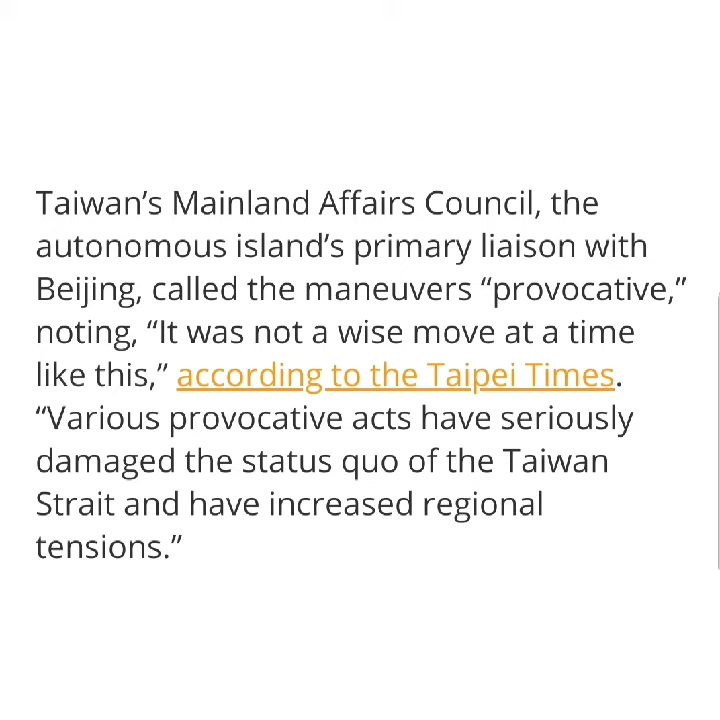 Taiwan’s Mainland Affairs Council, the
autonomous island’s primary liaison with
Beijing, called the maneuvers “provocative,”
noting, “It was not a wise move at a time
like this,” according to the Taipei Times.
“Various provocative acts have seriously
damaged the status quo of the Taiwan
Strait and have increased regional
tensions.”